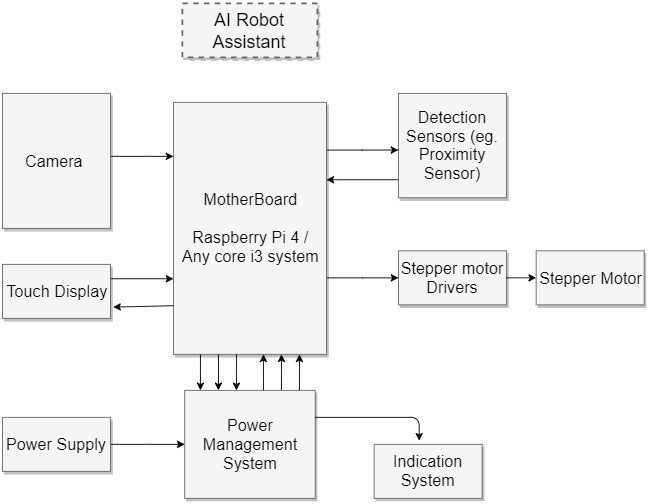 AI Robot
Assistant
Camera
MotherBoard
Raspberry Pi 4 /
Any core i3 system
Detection
Sensors (eg.
Proximity
Sensor)
Touch Display
Stepper motor
Drivers
Stepper Motor
Power Supply
Power
Management
System
Indication
System